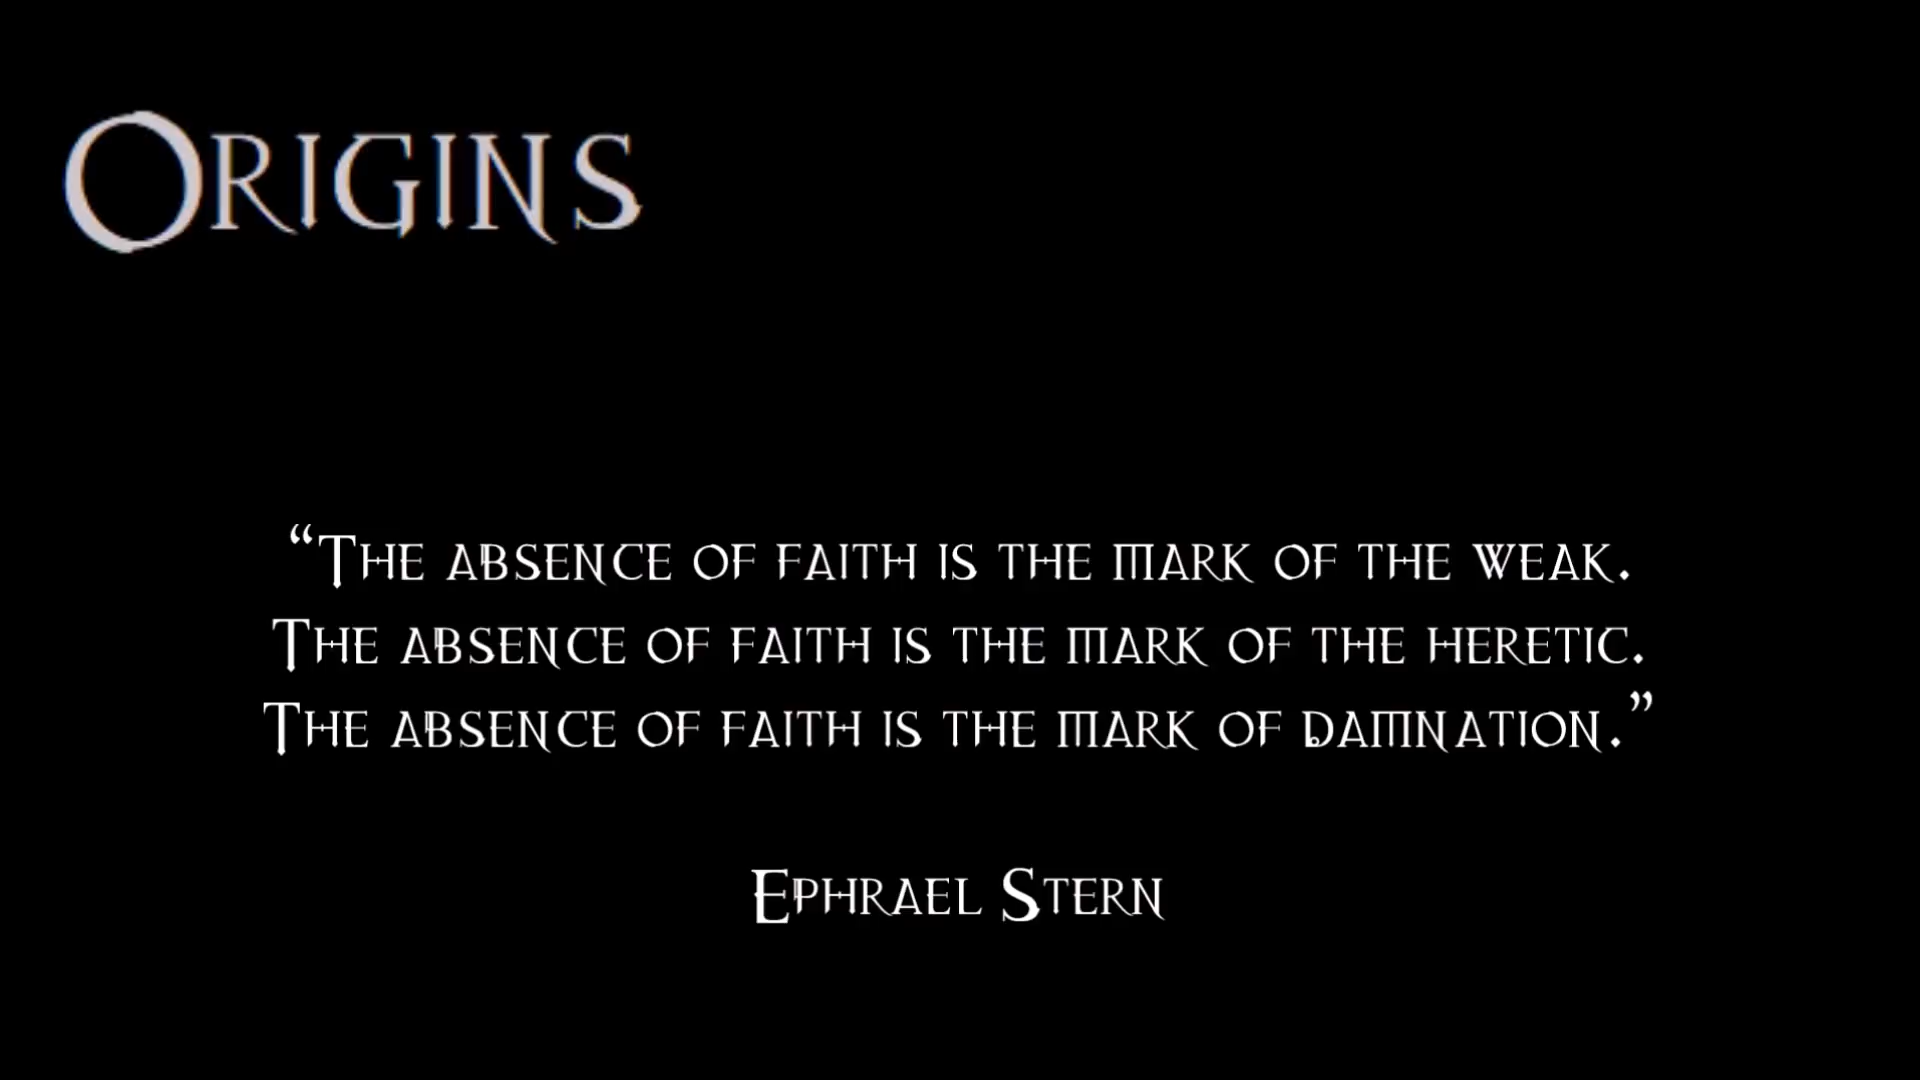 Origins
“The absence of faith is the mark of the weak.
The absence of faith is the mark of the heretic.
The absence of faith is the mark of damnation.”
Ephrael Stern